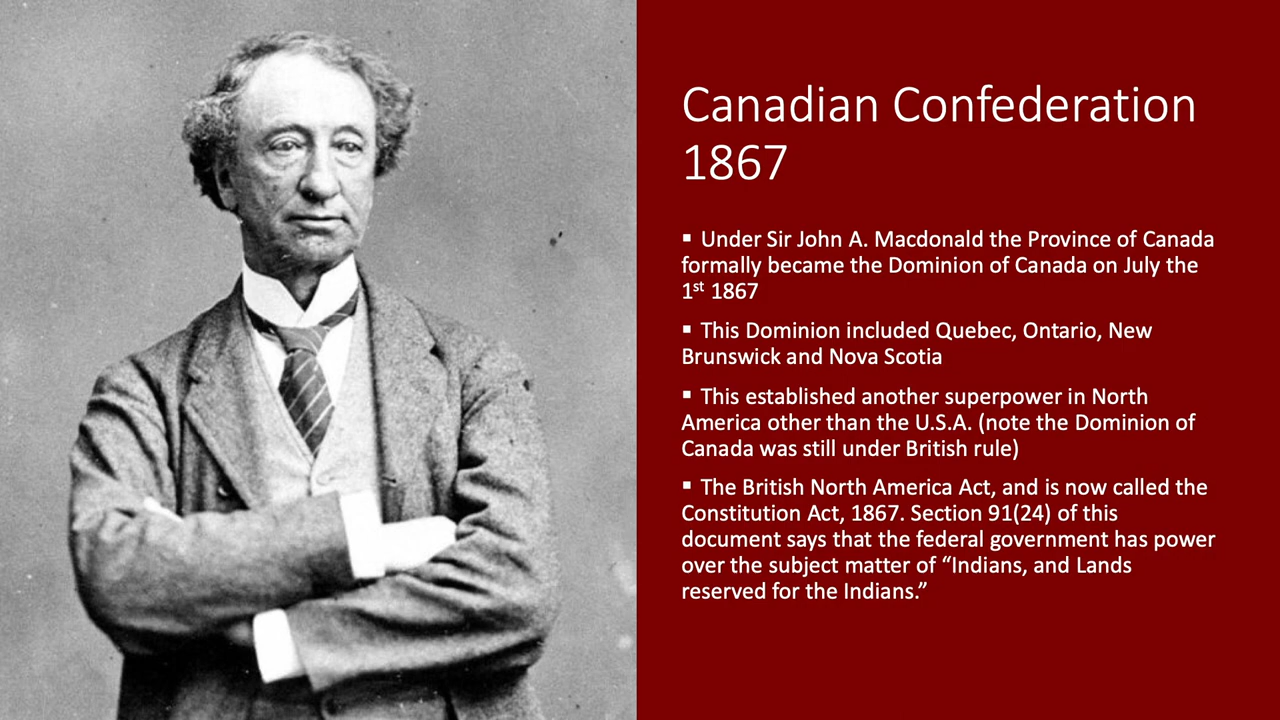 Canadian Confederation
1867
▪ Under Sir John A. Macdonald the Province of Canada
formally became the Dominion of Canada on July the
1st 1867
▪ This Dominion included Quebec, Ontario, New
Brunswick and Nova Scotia
▪ This established another superpower in North
America other than the U.S.A. (note the Dominion of
Canada was still under British rule)
▪ The British North America Act, and is now called the
Constitution Act, 1867. Section 91(24) of this
document says that the federal government has power
over the subject matter of “Indians, and Lands
reserved for the Indians.”